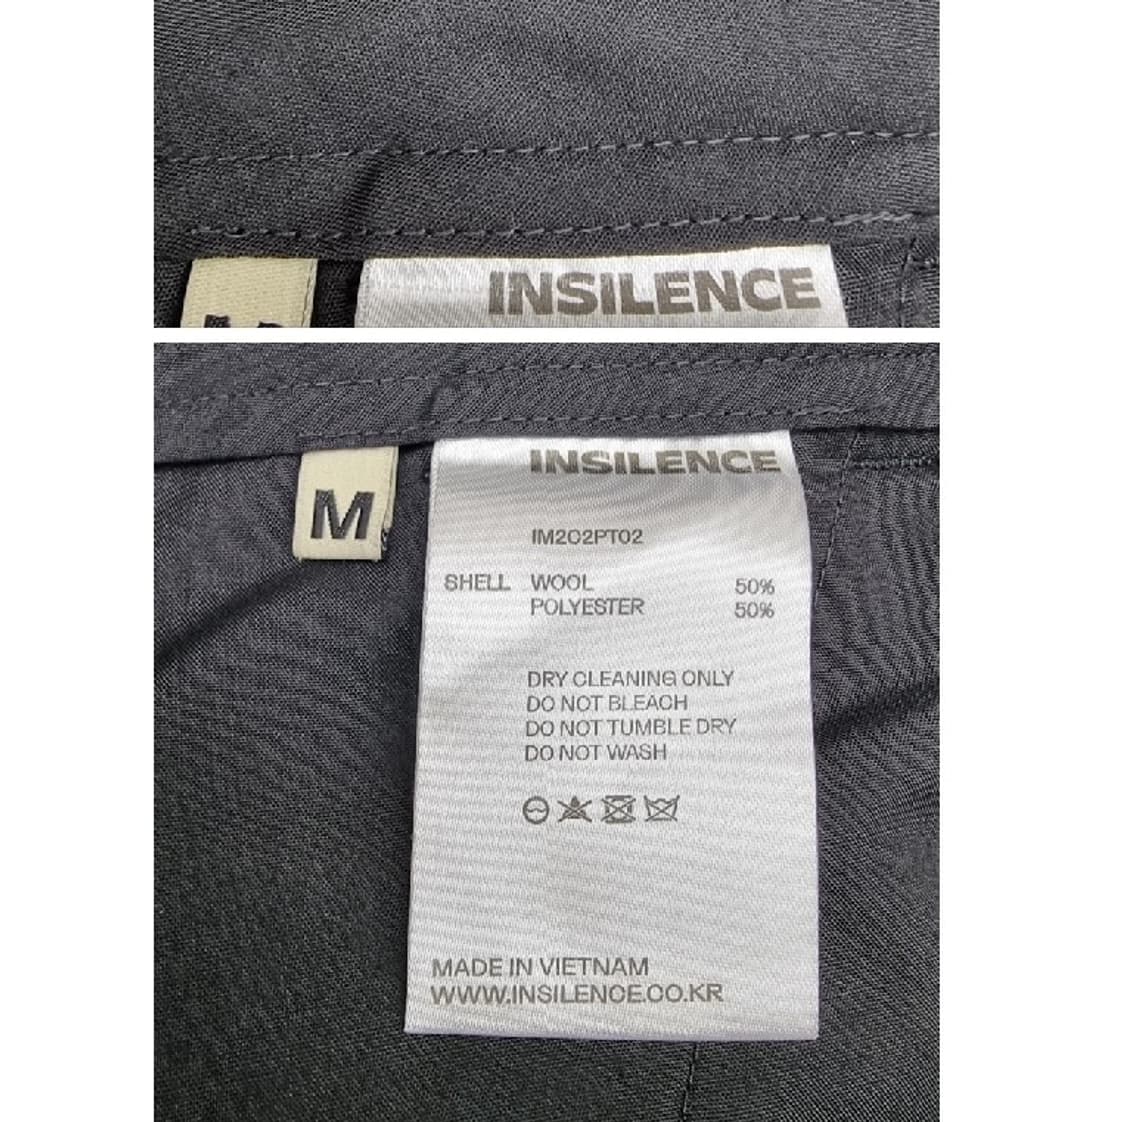 INSILENCE
INSILENCE
M
IM2O2PT02
SHELL WOOL 50%
POLYESTER 50%
DRY CLEANING ONLY
DO NOT BLEACH
DO NOT TUMBLE DRY
DO NOT WASH
MADE IN VIETNAM
WWW.INSILENCE.CO.KR